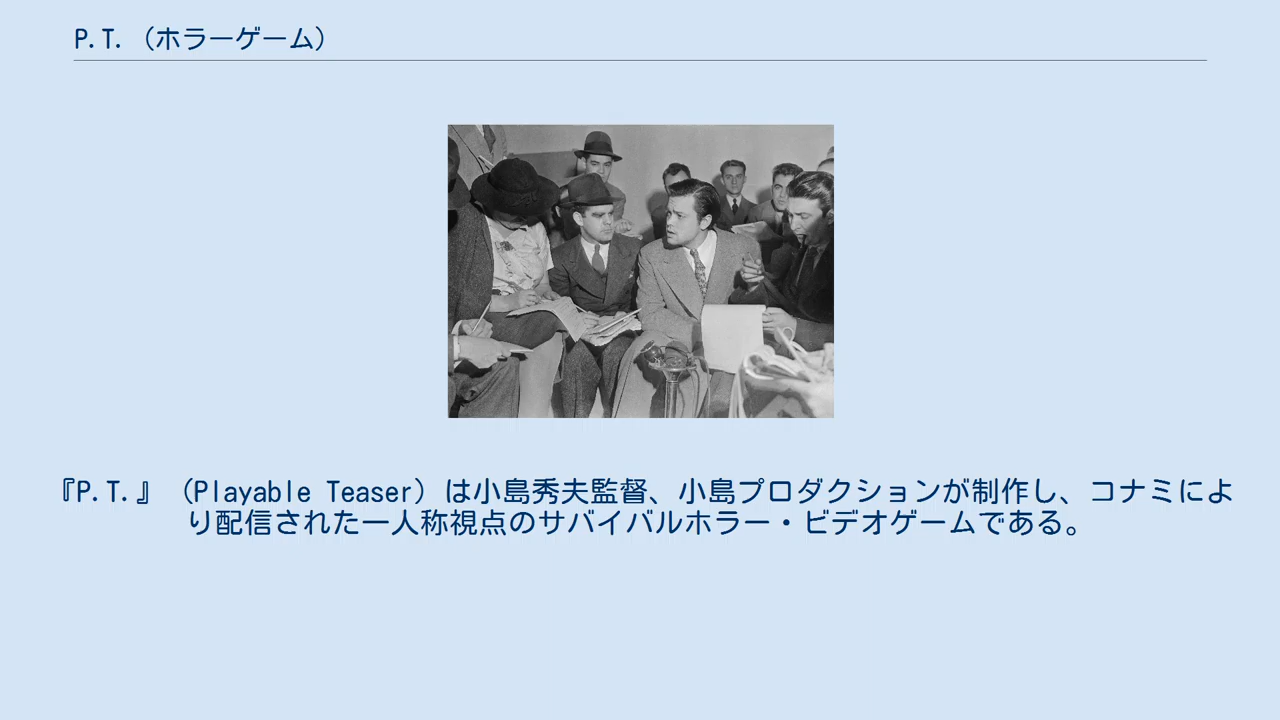 P.T.（ホラーゲーム）
『P.T.』（Playable Teaser）は小島秀夫監督、小島プロダクションが制作し、コナミによ
り配信された一人称視点のサバイバルホラー・ビデオゲームである。